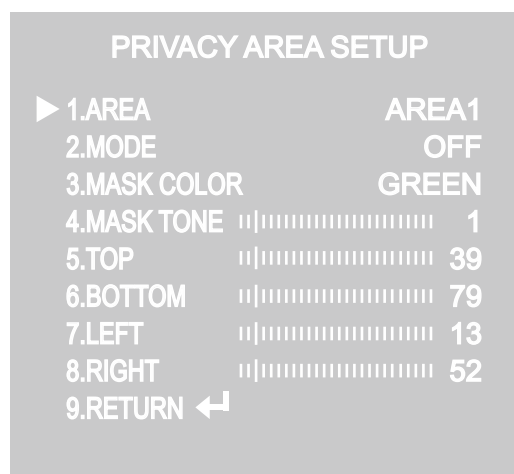 PRIVACY AREA SETUP
1.AREA AREA1
2.MODE OFF
3.MASK COLOR GREEN
4.MASK TONE 1
5.TOP 39
6.BOTTOM 79
7.LEFT 13
8.RIGHT 52
9.RETURN